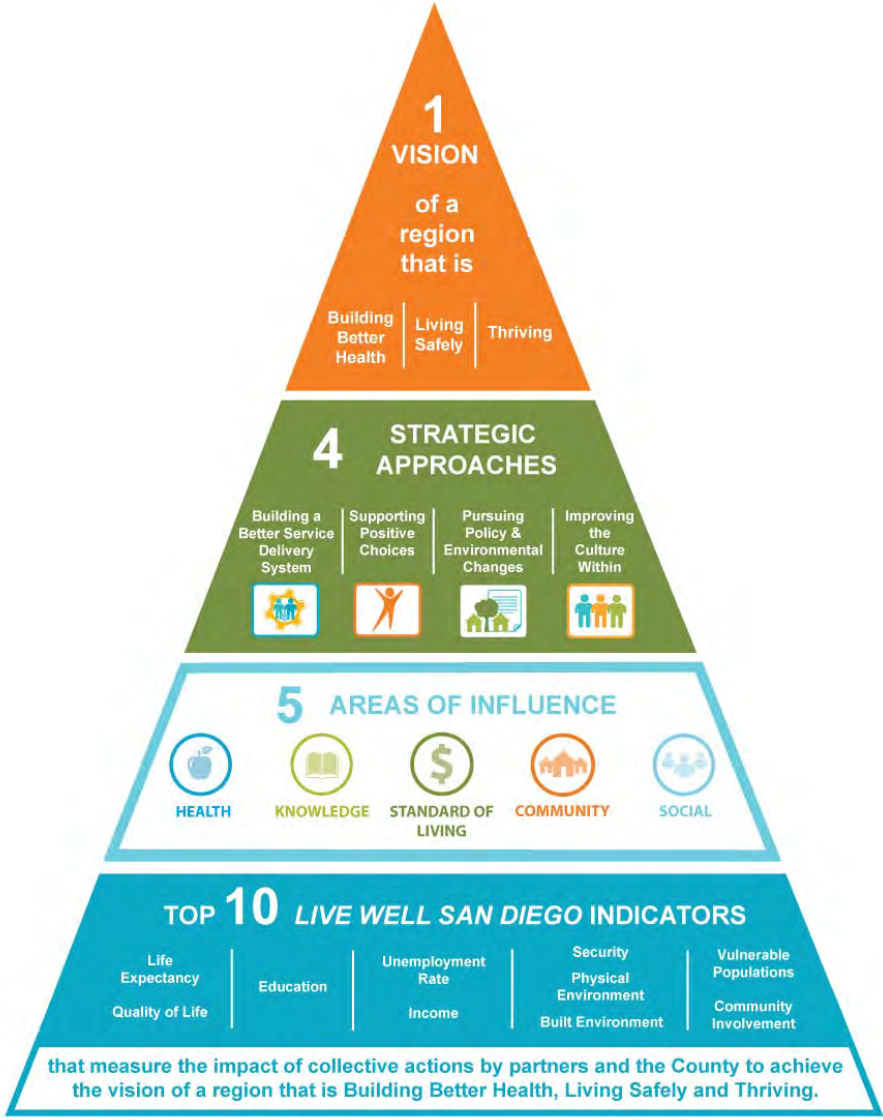 1
VISION
of a
region
that is
Building
Better
Health
Living
Safely
Thriving
4
STRATEGIC
APPROACHES
Building a
Better Service
Delivery
System
Supporting
Positive
Choices
Pursuing
Policy &
Environmental
Changes
Improving
the
Culture
Within
5 AREAS OF INFLUENCE
$
HEALTH
KNOWLEDGE
STANDARD OF
LIVING
COMMUNITY
SOCIAL
TOP 10 LIVE WELL SAN DIEGO INDICATORS
Life
Expectancy
Quality of Life
Education
Unemployment
Rate
Income
Security
Physical
Environment
Built Environment
Vulnerable
Populations
Community
Involvement
that measure the impact of collective actions by partners and the County to achieve
the vision of a region that is Building Better Health, Living Safely and Thriving.